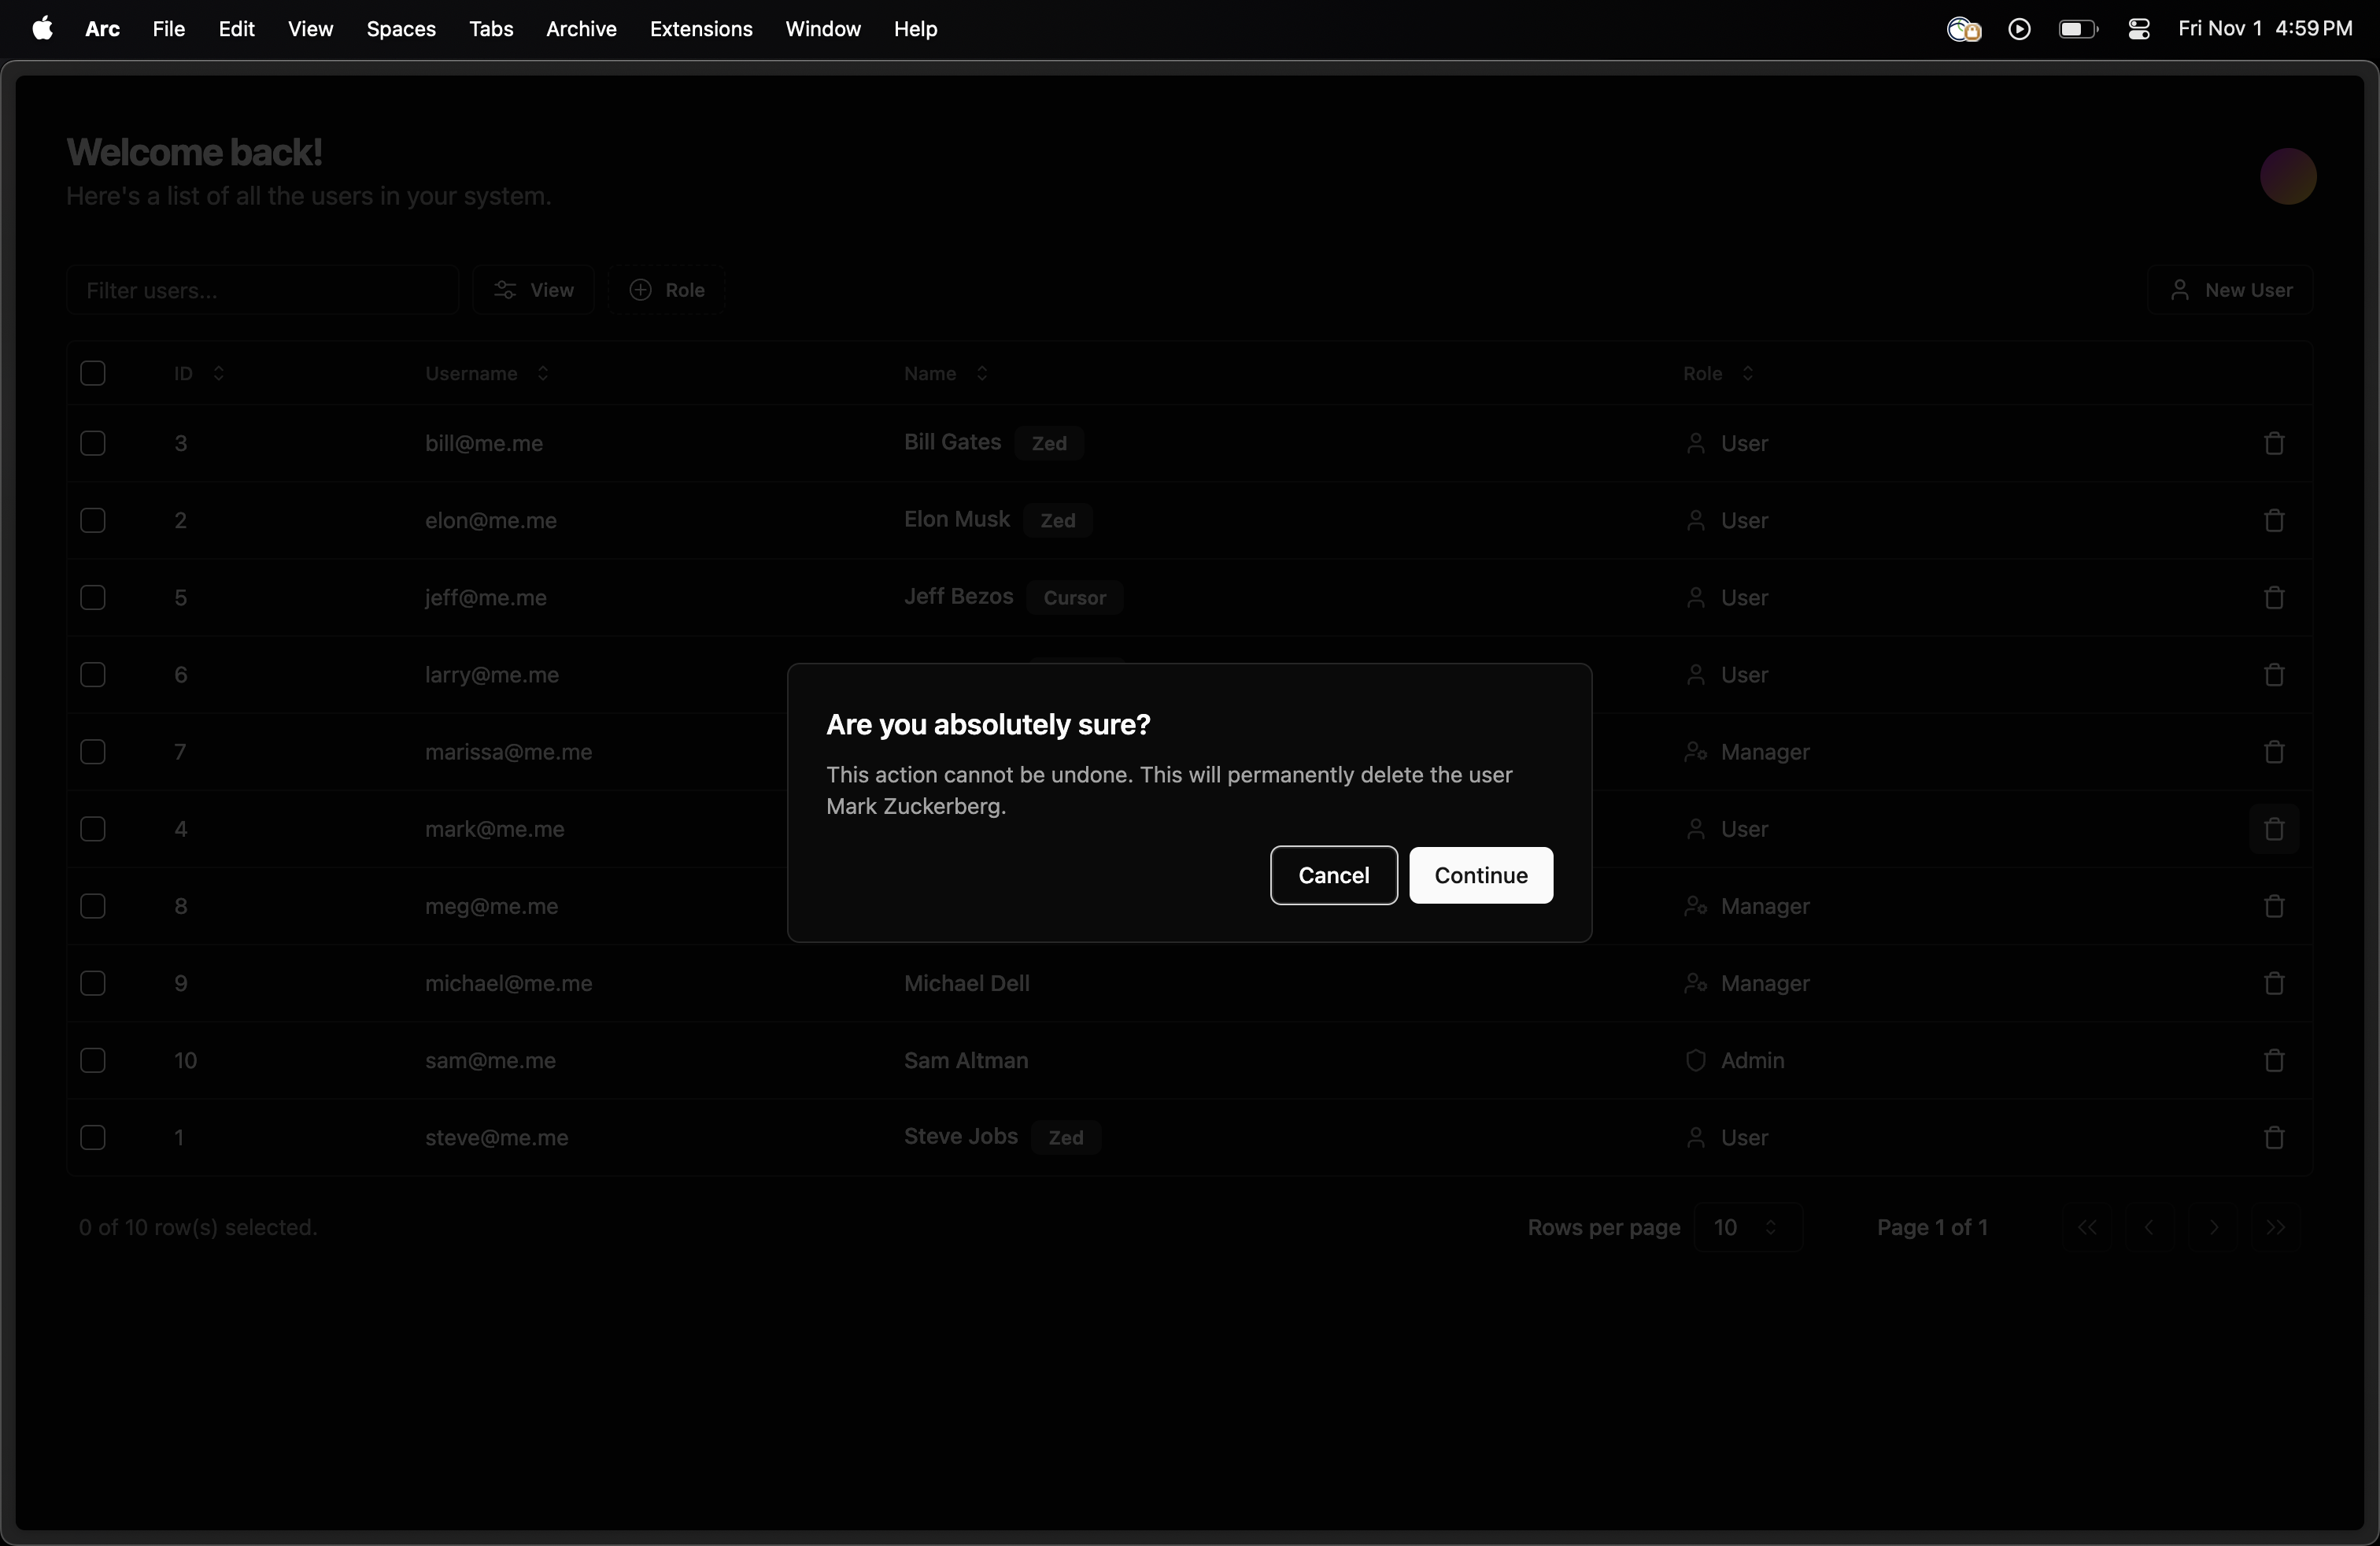 Arc File Edit View Spaces Tabs Archive Extensions Window Help Fri Nov 1 4:59 PM
Welcome back!
Here's a list of all the users in your system.
Filter users... View Role New User
ID Username Name Role
3 bill@me.me Bill Gates Zed User
2 elon@me.me Elon Musk Zed User
5 jeff@me.me Jeff Bezos Cursor User
6 larry@me.me User
7 marissa@me.me Manager
4 mark@me.me User
8 meg@me.me Manager
9 michael@me.me Michael Dell Manager
10 sam@me.me Sam Altman Admin
1 steve@me.me Steve Jobs Zed User
0 of 10 row(s) selected. Rows per page 10 Page 1 of 1
Are you absolutely sure?
This action cannot be undone. This will permanently delete the user
Mark Zuckerberg.
Cancel Continue